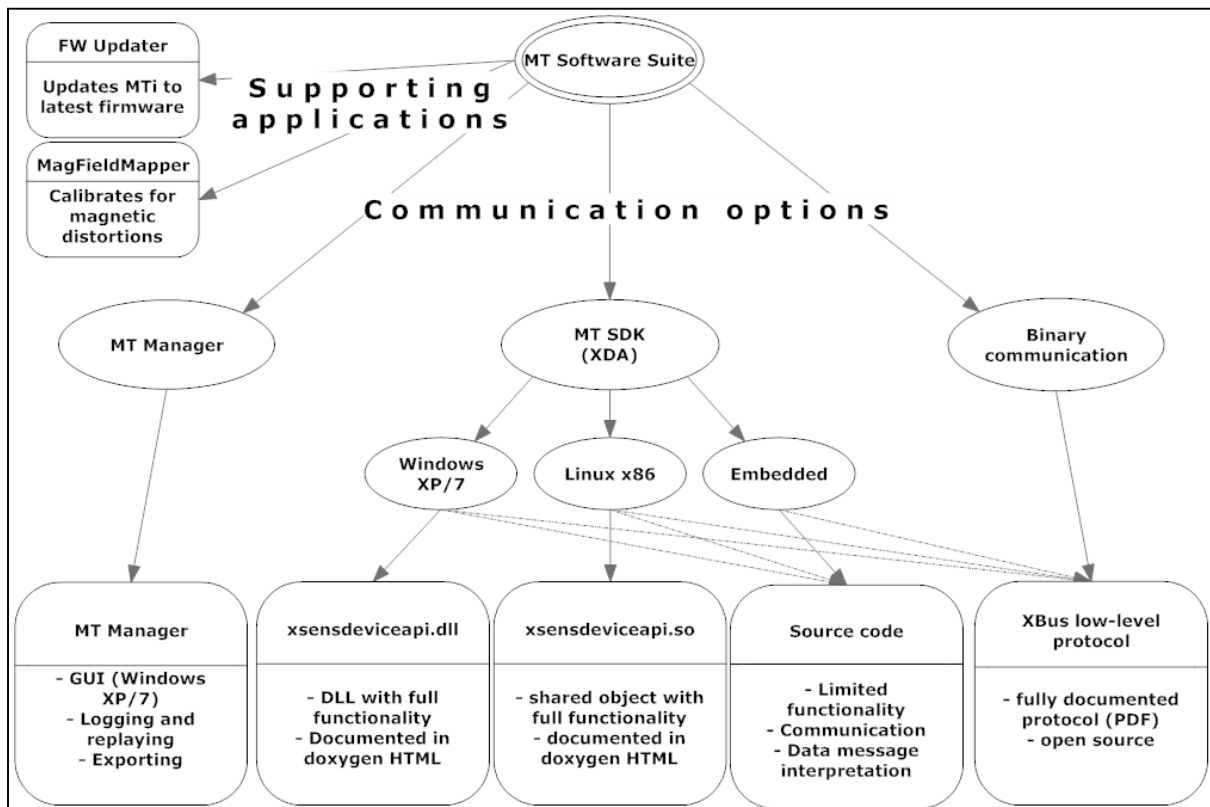 MT Software Suite
FW Updater
Updates MTi to
latest firmware
Supporting
applications
MagFieldMapper
Calibrates for
magnetic
distortions
Communication options
MT Manager
MT SDK
(XDA)
Binary
communication
Windows
XP/7
Linux x86
Embedded
MT Manager
- GUI (Windows
XP/7)
- Logging and
replaying
- Exporting
xsensdeviceapi.dll
- DLL with full
functionality
- Documented in
doxygen HTML
xsensdeviceapi.so
- shared object with
full functionality
- documented in
doxygen HTML
Source code
- Limited
functionality
- Communication
- Data message
interpretation
XBus low-level
protocol
- fully documented
protocol (PDF)
- open source